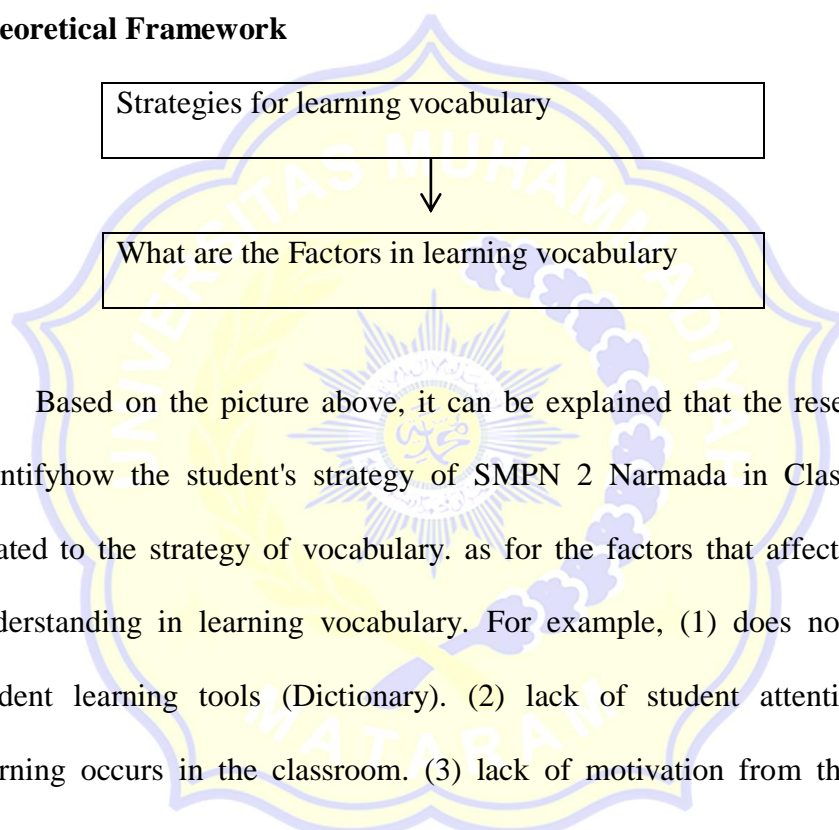 eoretical Framework
Strategies for learning vocabulary
What are the Factors in learning vocabulary
Based on the picture above, it can be explained that the rese
ntifyhow the student's strategy of SMPN 2 Narmada in Clas
ated to the strategy of vocabulary. as for the factors that affect
derstanding in learning vocabulary. For example, (1) does no
dent learning tools (Dictionary). (2) lack of student attenti
rning occurs in the classroom. (3) lack of motivation from th
UNIVERSITAS MUHAMMADIYAH
MATARAM